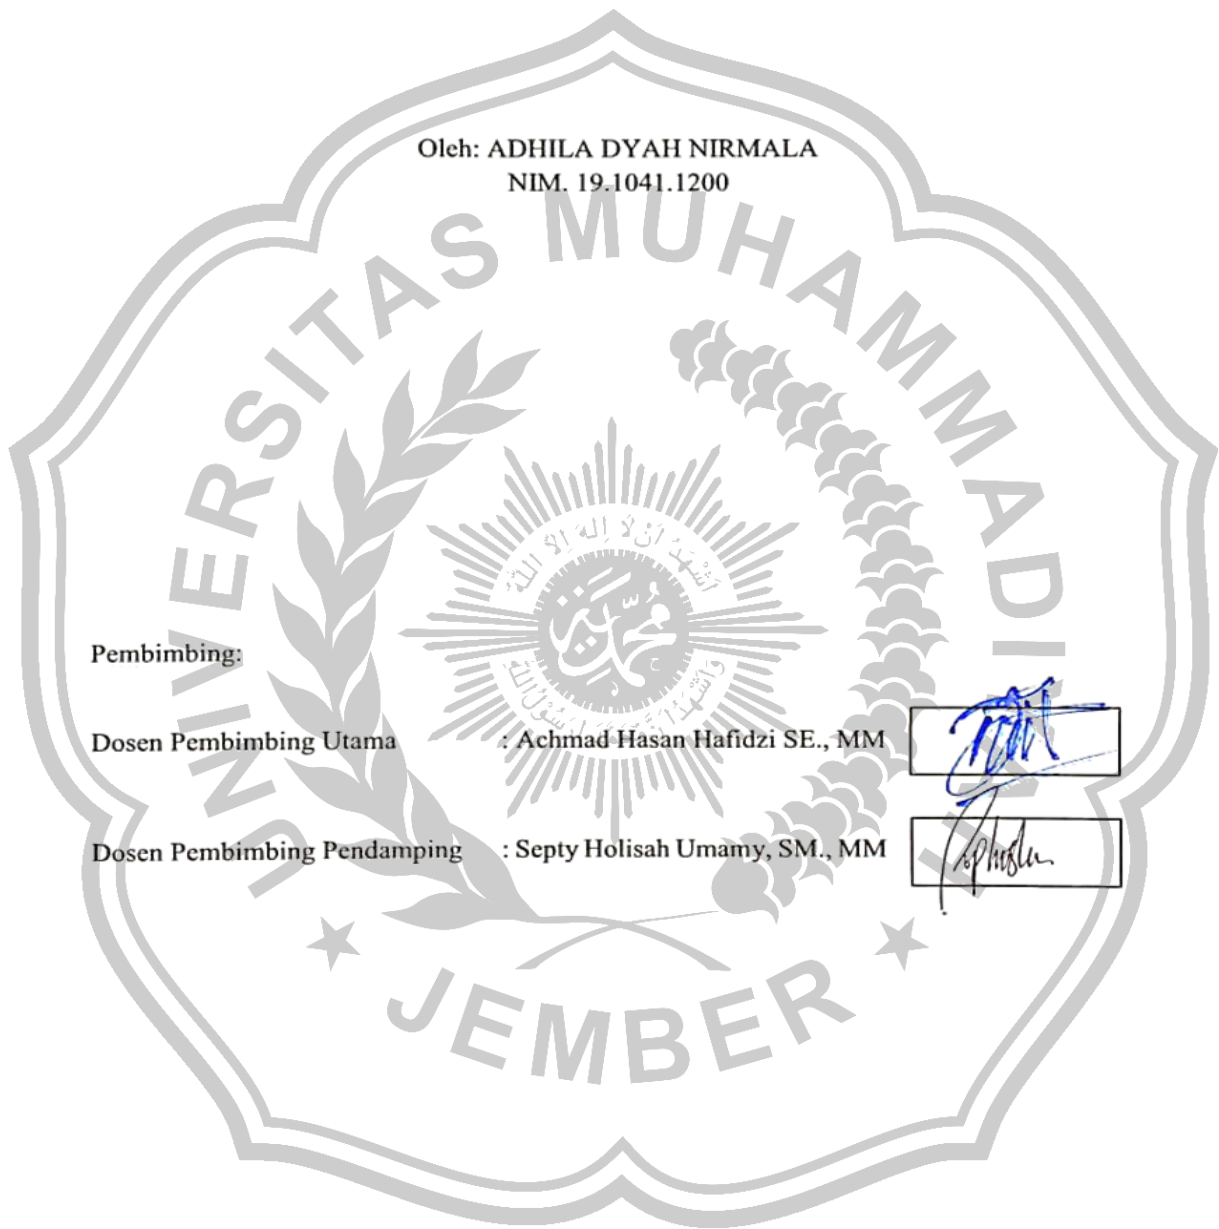 Oleh: ADHILA DYAH NIRMALA
NIM. 19.1041.1200
UNIVERSITAS MUHAMMADIYAH
Pembimbing:
Dosen Pembimbing Utama : Achmad Hasan Hafidzi SE., MM
Dosen Pembimbing Pendamping : Septy Holisah Umamy, SM., MM
JEMBER